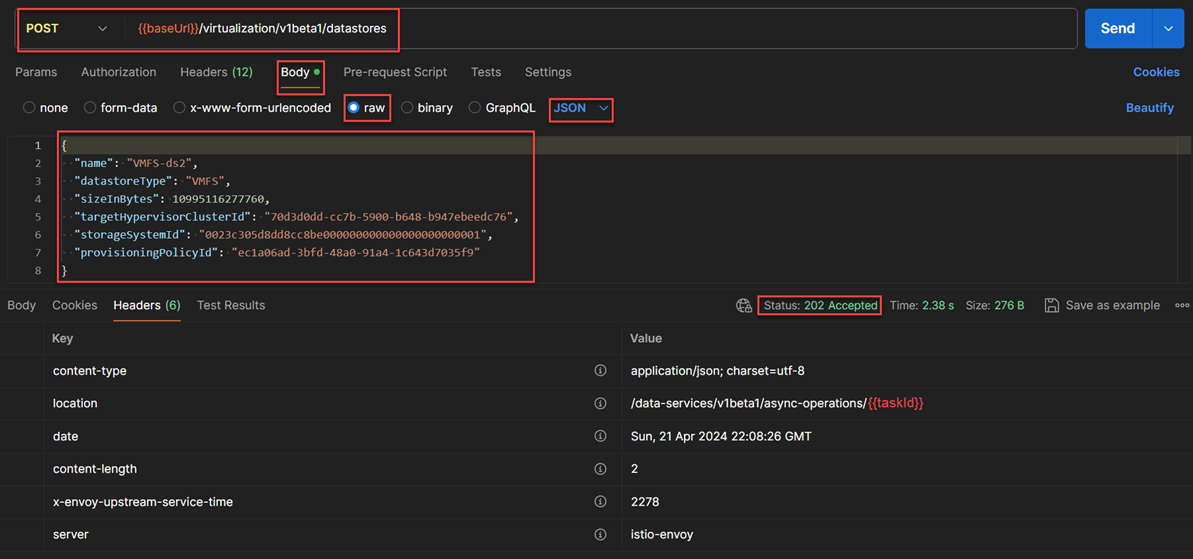 POST {{baseUrl}}/virtualization/v1beta1/datastores Send
Params Authorization Headers (12) Body Pre-request Script Tests Settings Cookies
none form-data x-www-form-urlencoded raw binary GraphQL JSON Beautify
1 {
2 "name": "VMFS-ds2",
3 "datastoreType": "VMFS",
4 "sizeInBytes": 10995116277760,
5 "targetHypervisorClusterId": "70d3d0dd-cc7b-5900-b648-b947ebeedc76",
6 "storageSystemId": "0023c305d8dd8cc8be0000000000000000000000001",
7 "provisioningPolicyId": "ec1a06ad-3bfd-48a0-91a4-1c643d7035f9"
8 }
Body Cookies Headers (6) Test Results Status: 202 Accepted Time: 2.38 s Size: 276 B Save as example
Key Value
content-type application/json; charset=utf-8
location /data-services/v1beta1/async-operations/{{taskId}}
date Sun, 21 Apr 2024 22:08:26 GMT
content-length 2
x-envoy-upstream-service-time 2278
server istio-envoy